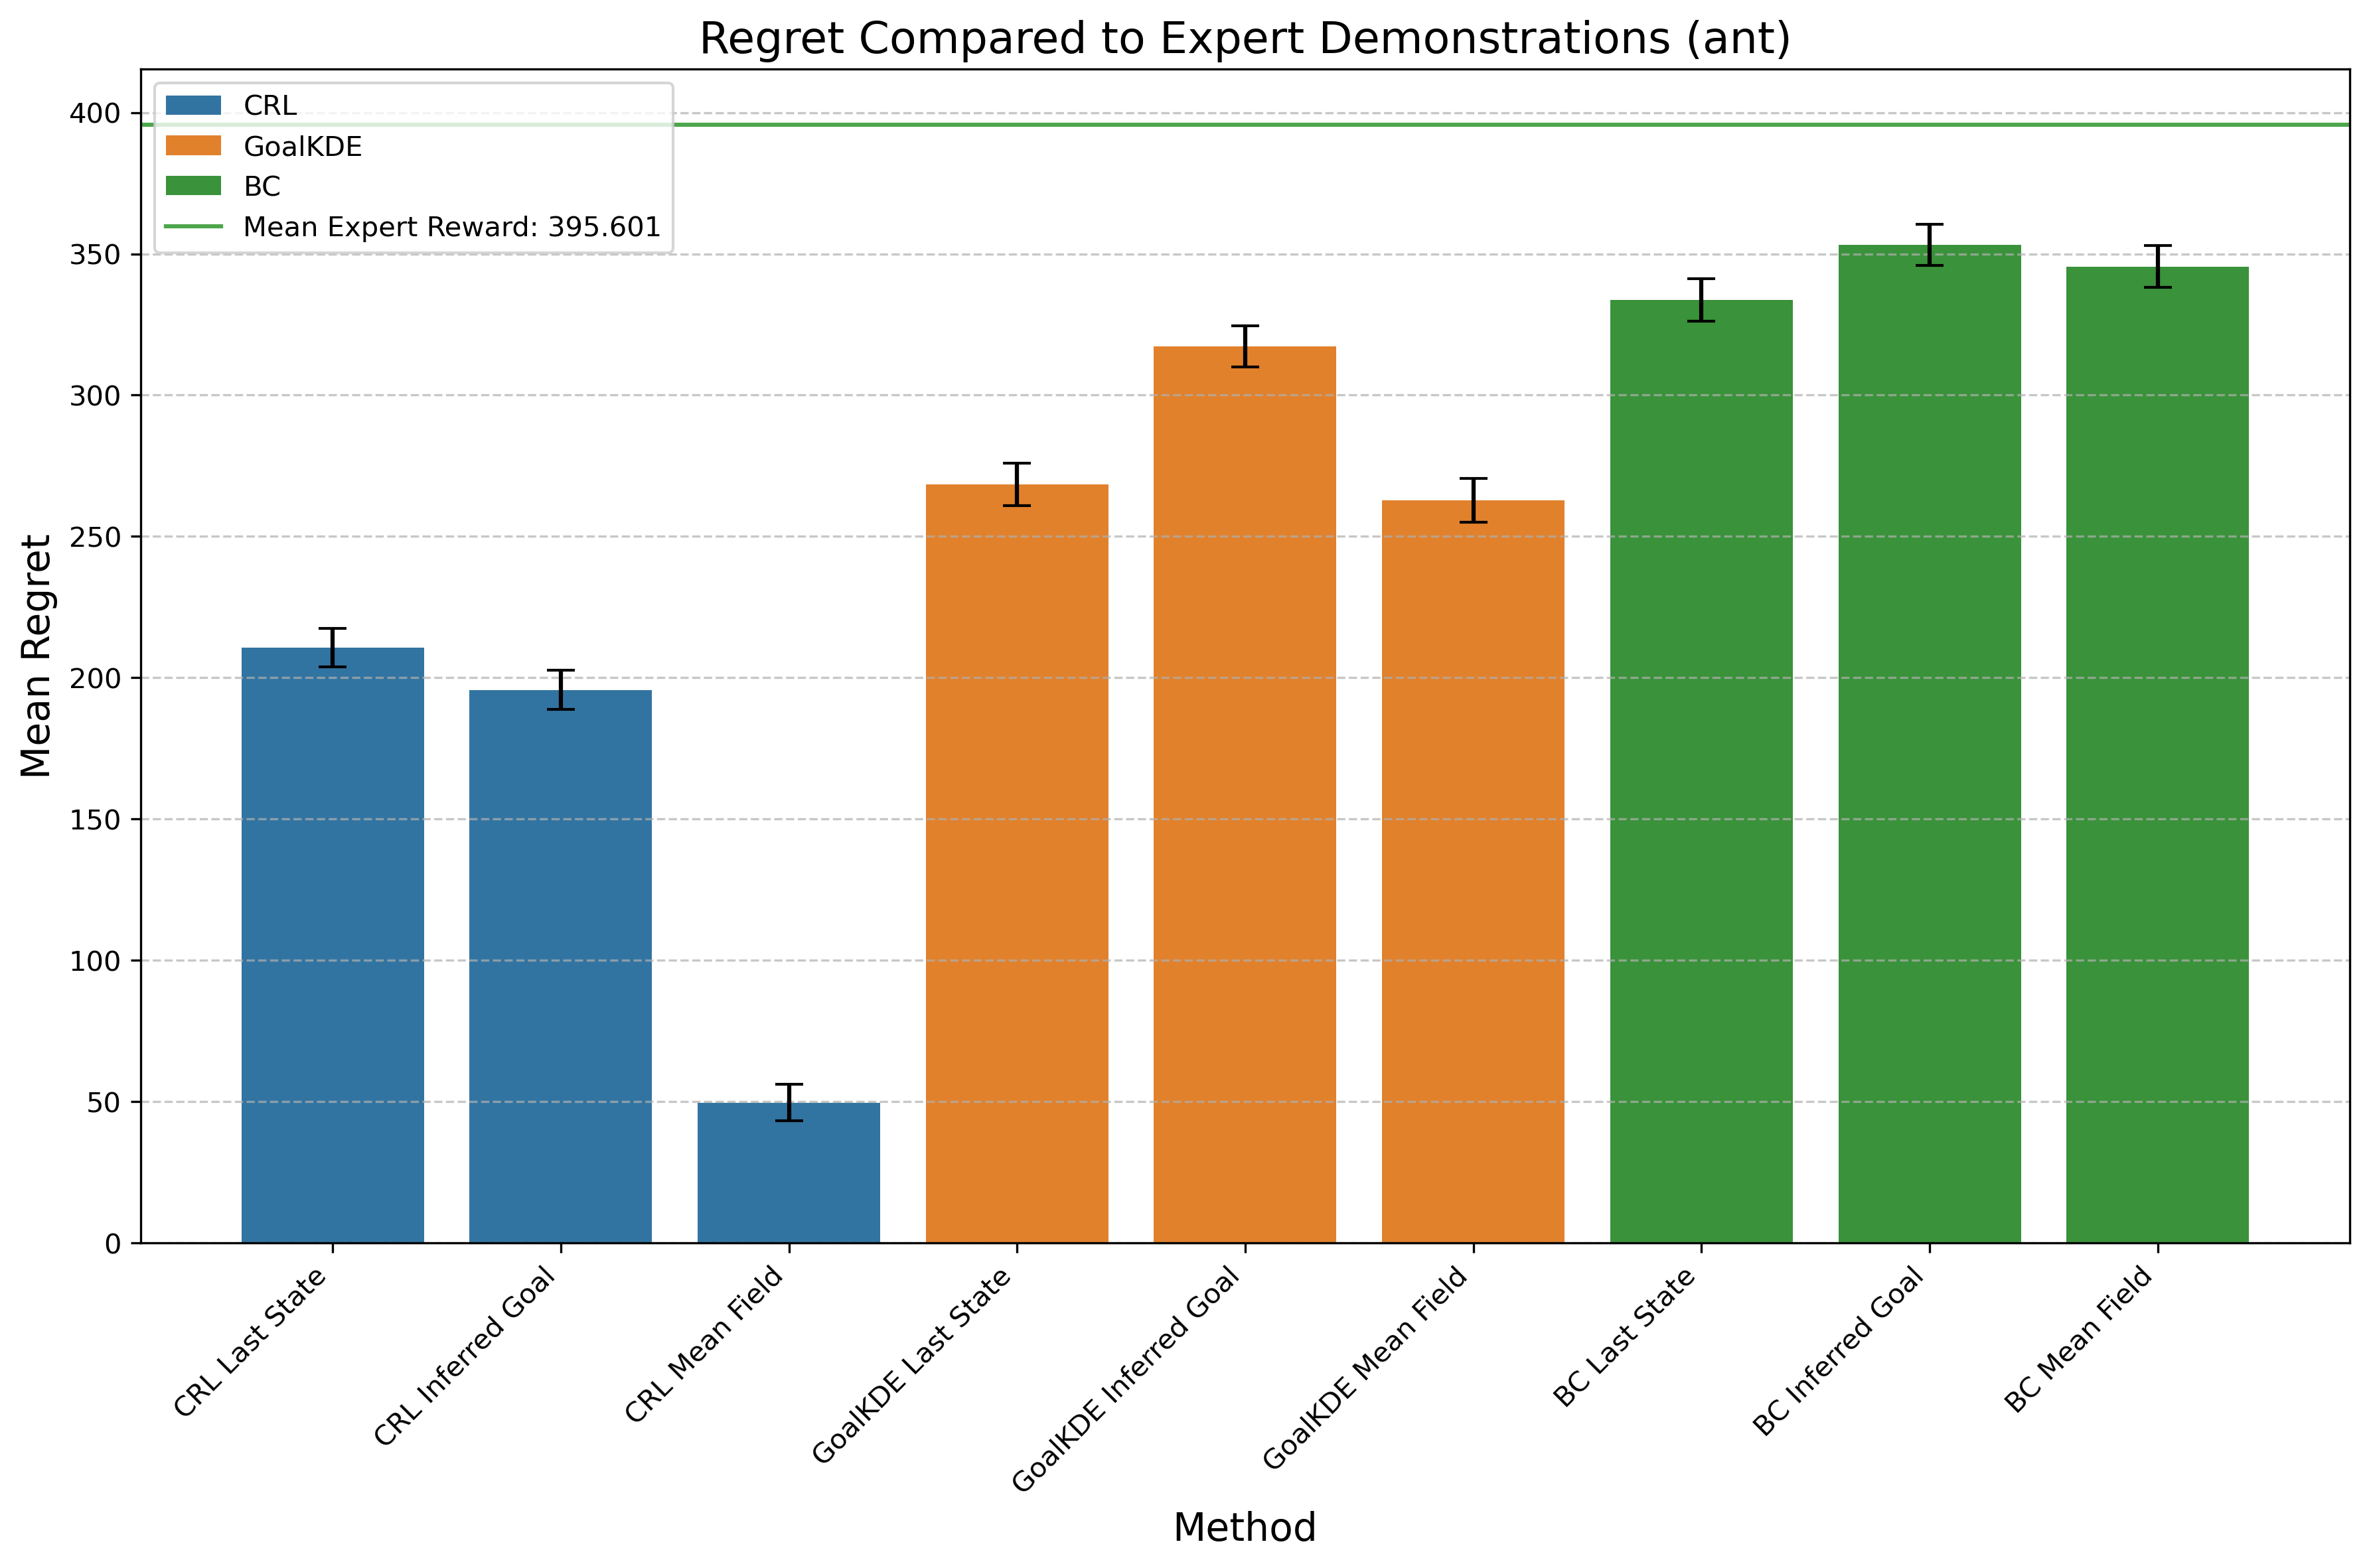 Regret Compared to Expert Demonstrations (ant)
CRL
GoalKDE
BC
Mean Expert Reward: 395.601
Mean Regret
400
350
300
250
200
150
100
50
0
CRL Last State
CRL Inferred Goal
CRL Mean Field
GoalKDE Last State
GoalKDE Inferred Goal
GoalKDE Mean Field
BC Last State
BC Inferred Goal
BC Mean Field
Method